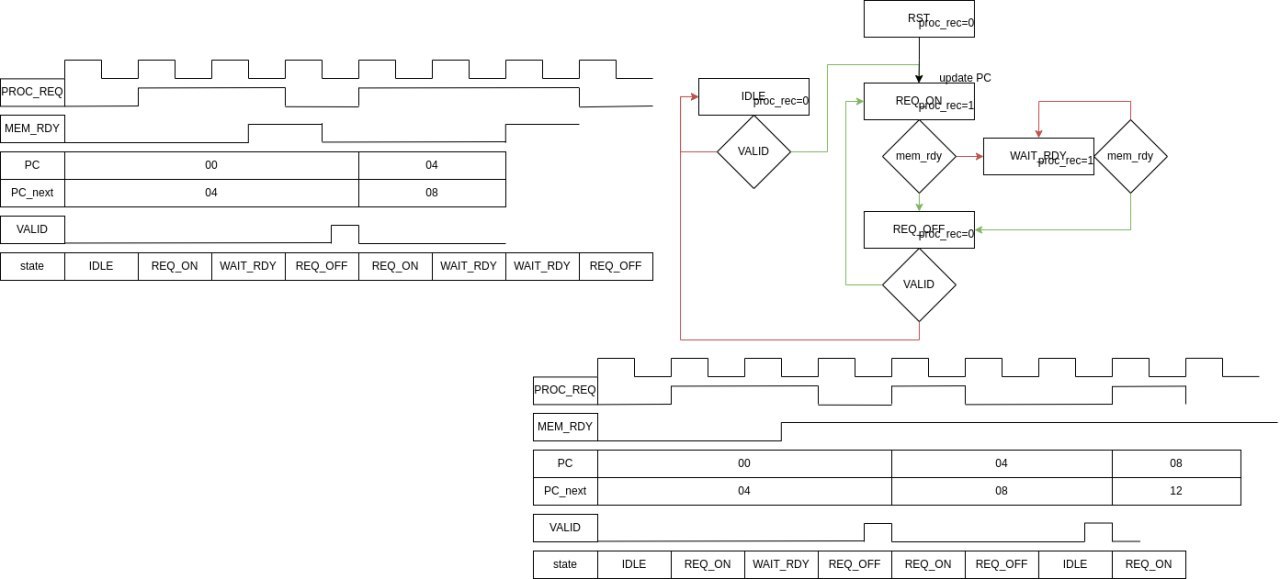 RST
proc_rec=0
update PC
IDLE
proc_rec=0
REQ_ON
proc_rec=1
VALID
mem_rdy
WAIT_RDY
proc_rec=1
mem_rdy
REQ_OFF
proc_rec=0
VALID
PROC_REQ
MEM_RDY
PC 00 04
PC_next 04 08
VALID
state IDLE REQ_ON WAIT_RDY REQ_OFF REQ_ON WAIT_RDY WAIT_RDY REQ_OFF
PROC_REQ
MEM_RDY
PC 00 04 08
PC_next 04 08 12
VALID
state IDLE REQ_ON WAIT_RDY REQ_OFF REQ_ON REQ_OFF IDLE REQ_ON